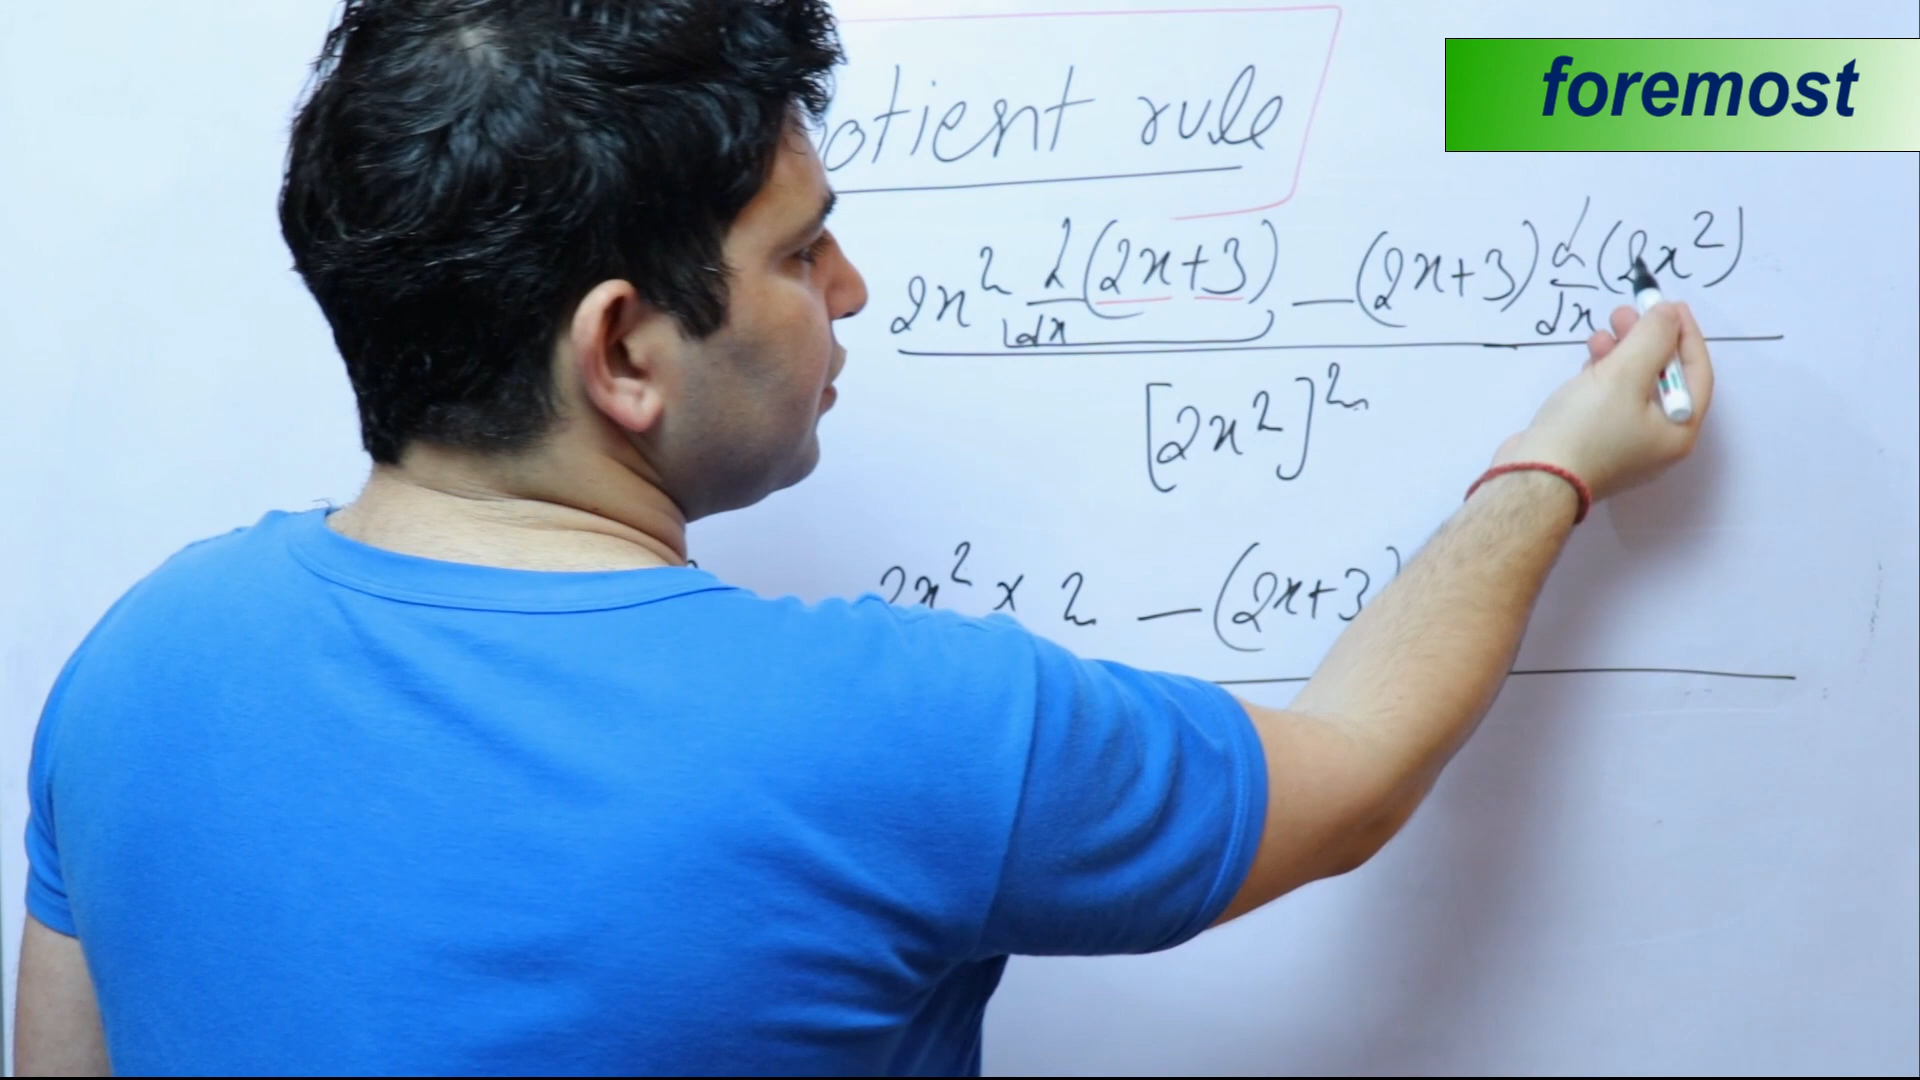 foremost
otient rule
2x² d/dx (2x+3) – (2x+3) d/dx (2x²)
[2x²]²
2x² × 2 – (2x+3)